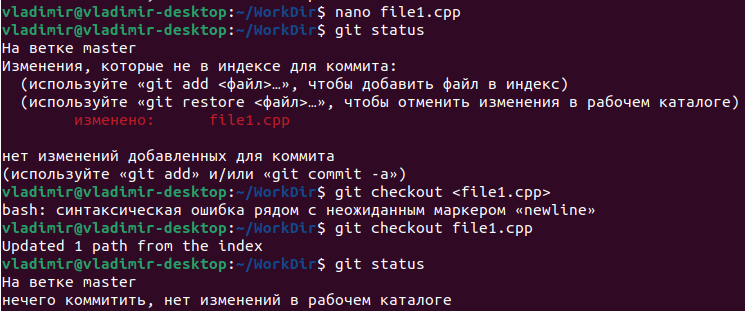 vladimir@vladimir-desktop:~/WorkDir$ nano file1.cpp
vladimir@vladimir-desktop:~/WorkDir$ git status
На ветке master
Изменения, которые не в индексе для коммита:
  (используйте «git add <файл>…», чтобы добавить файл в индекс)
  (используйте «git restore <файл>…», чтобы отменить изменения в рабочем каталоге)
        изменено:      file1.cpp

нет изменений добавленных для коммита
(используйте «git add» и/или «git commit -a»)
vladimir@vladimir-desktop:~/WorkDir$ git checkout <file1.cpp>
bash: синтаксическая ошибка рядом с неожиданным маркером «newline»
vladimir@vladimir-desktop:~/WorkDir$ git checkout file1.cpp
Updated 1 path from the index
vladimir@vladimir-desktop:~/WorkDir$ git status
На ветке master
нечего коммитить, нет изменений в рабочем каталоге